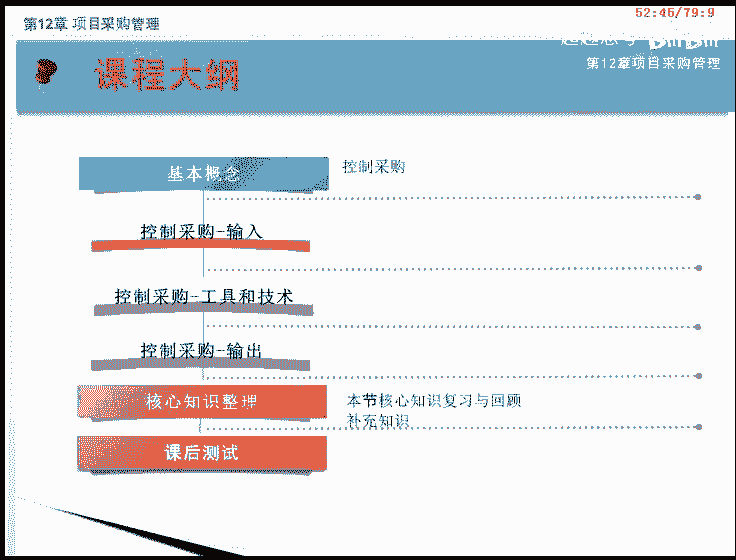 第12章 项目采购管理
52:45/79:9
第12章项目采购管理
课程大纲
基本概念
控制采购
控制采购-输入
控制采购-工具和技术
控制采购-输出
核心知识整理
本节核心知识复习与回顾
补充知识
课后测试